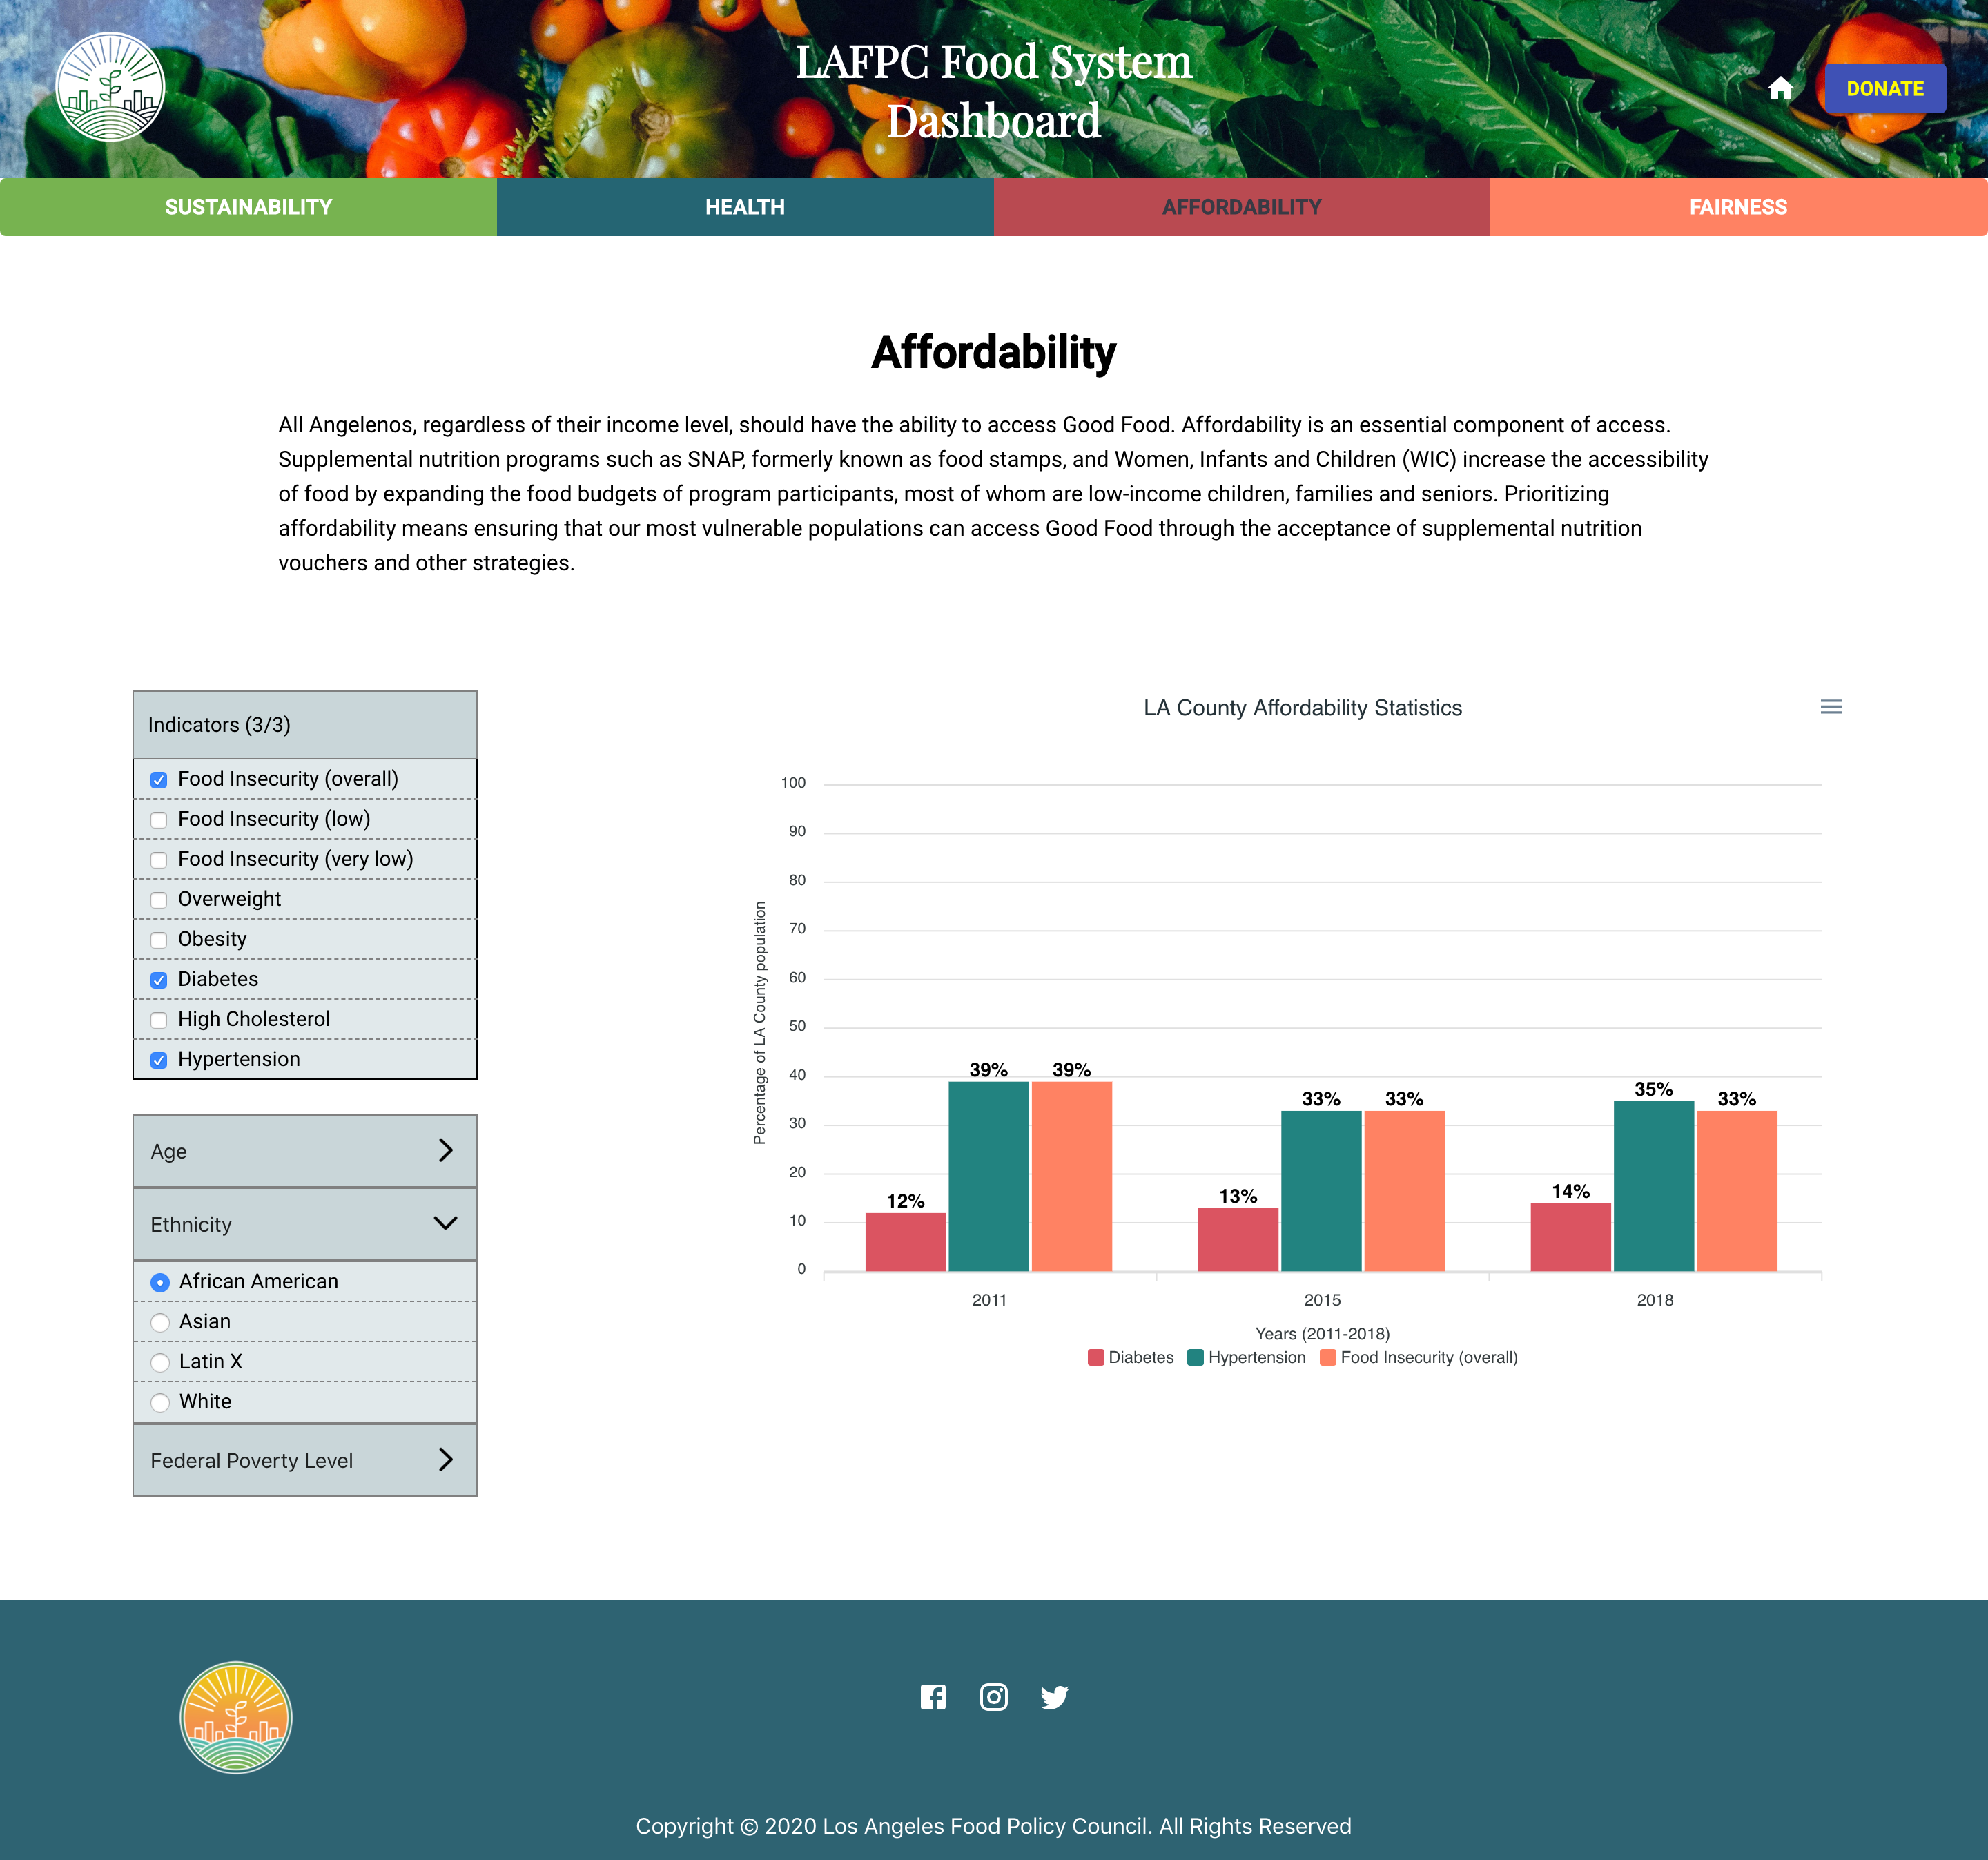 LAFPC Food System
Dashboard
DONATE
SUSTAINABILITY
HEALTH
AFFORDABILITY
FAIRNESS
Affordability
All Angelenos, regardless of their income level, should have the ability to access Good Food. Affordability is an essential component of access.
Supplemental nutrition programs such as SNAP, formerly known as food stamps, and Women, Infants and Children (WIC) increase the accessibility
of food by expanding the food budgets of program participants, most of whom are low-income children, families and seniors. Prioritizing
affordability means ensuring that our most vulnerable populations can access Good Food through the acceptance of supplemental nutrition
vouchers and other strategies.
Indicators (3/3)
Food Insecurity (overall)
Food Insecurity (low)
Food Insecurity (very low)
Overweight
Obesity
Diabetes
High Cholesterol
Hypertension
Age
Ethnicity
African American
Asian
Latin X
White
Federal Poverty Level
LA County Affordability Statistics
Percentage of LA County population
100
90
80
70
60
50
40
30
20
10
0
12%
39%
39%
13%
33%
33%
14%
35%
33%
2011
2015
2018
Years (2011-2018)
Diabetes
Hypertension
Food Insecurity (overall)
Copyright © 2020 Los Angeles Food Policy Council. All Rights Reserved